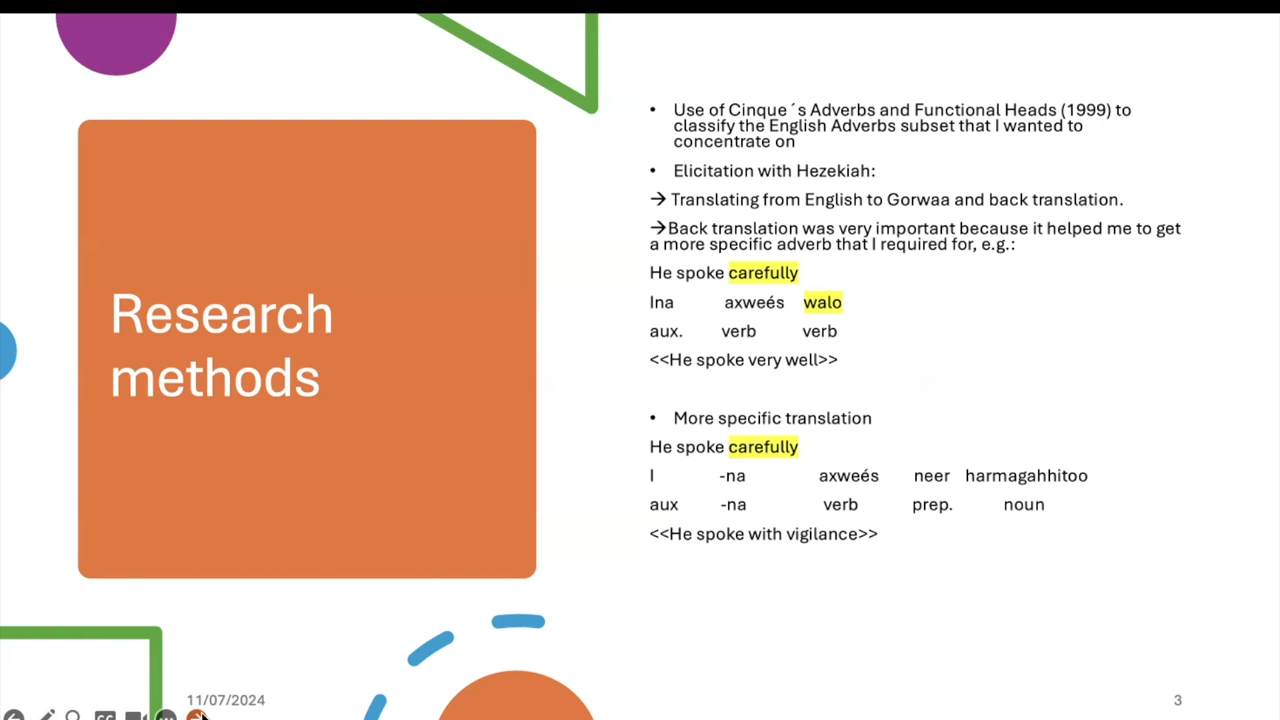 Research
methods
• Use of Cinque´s Adverbs and Functional Heads (1999) to
classify the English Adverbs subset that I wanted to
concentrate on
• Elicitation with Hezekiah:
→ Translating from English to Gorwaa and back translation.
→Back translation was very important because it helped me to get
a more specific adverb that I required for, e.g.:
He spoke carefully
Ina axweés walo
aux. verb verb
<<He spoke very well>>
• More specific translation
He spoke carefully
I -na axweés neer harmagahhitoo
aux -na verb prep. noun
<<He spoke with vigilance>>
11/07/2024
3